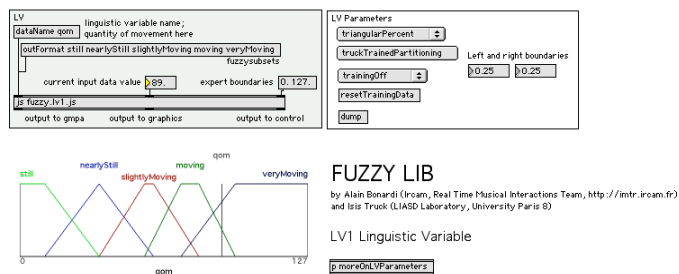 LV
linguistic variable name;
quantity of movement here
dataName qom
outFormat still nearlyStill slightlyMoving moving veryMoving
fuzzysubsets
current input data value 89. expert boundaries 0. 127.
js fuzzy.lv1.js
output to gmpa output to graphics output to control
LV Parameters
triangularPercent
truckTrainedPartitioning
Left and right boundaries
trainingOff 0.25 0.25
resetTrainingData
dump
qom
nearlyStill moving
still slightlyMoving veryMoving
0 127
qom
FUZZY LIB
by Alain Bonardi (Ircam, Real Time Musical Interactions Team, http://imtr.ircam.fr)
and Isis Truck (LIASD Laboratory, University Paris 8)
LV1 Linguistic Variable
p moreOnLVParameters